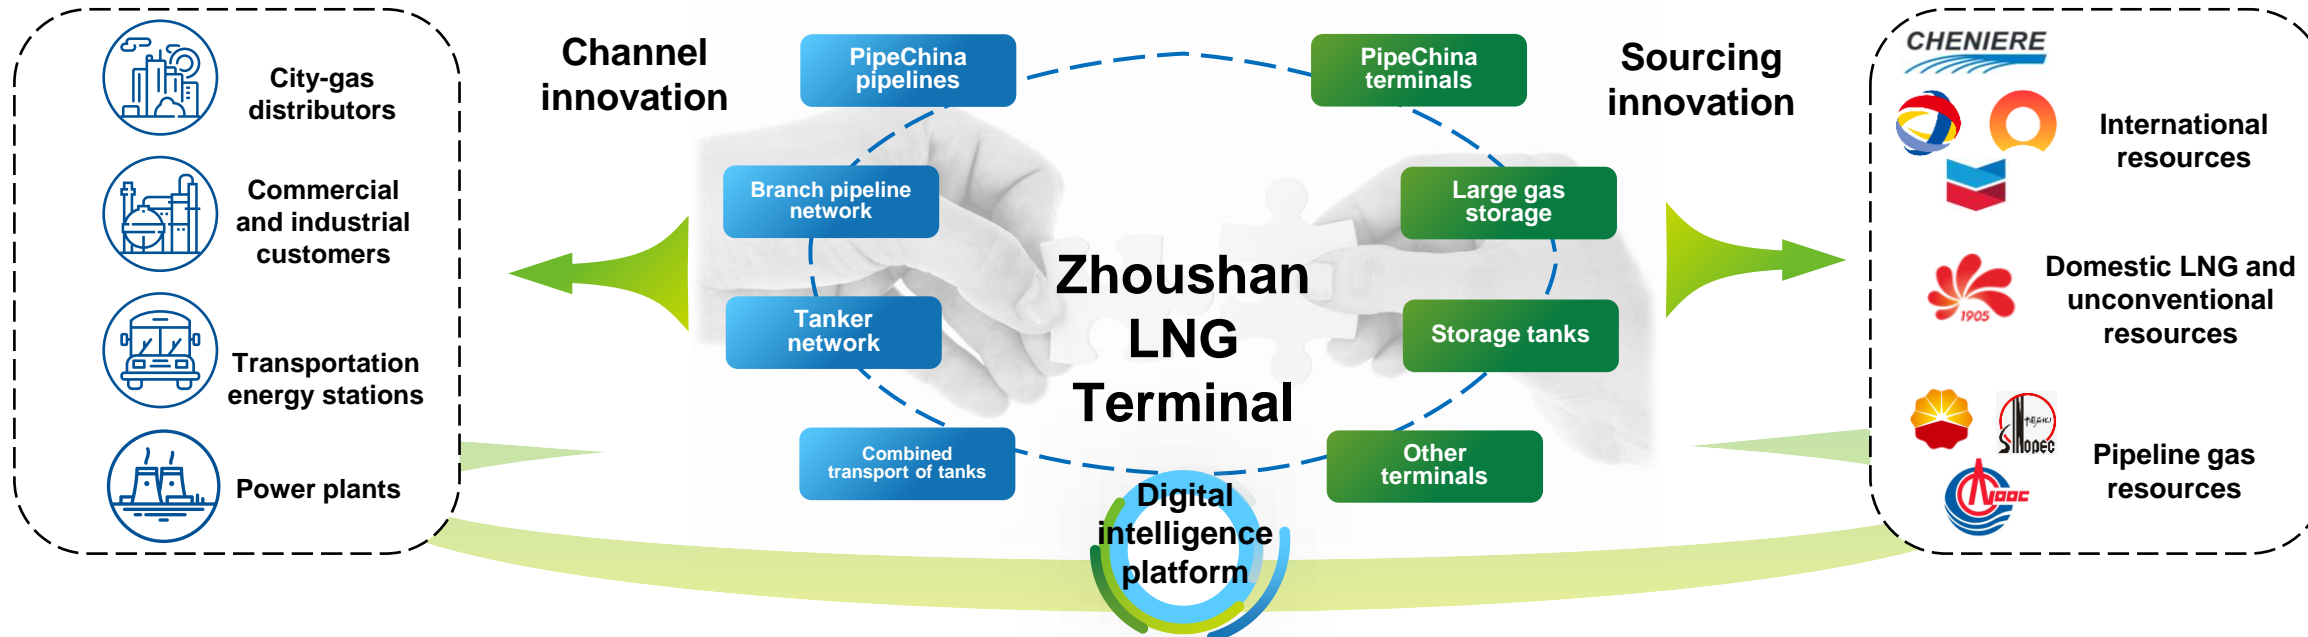 City-gas
distributors
Commercial
and industrial
customers
Transportation
energy stations
Power plants
Channel
innovation
PipeChina
pipelines
Branch pipeline
network
Tanker
network
Combined
transport of tanks
Zhoushan
LNG
Terminal
Digital
intelligence
platform
PipeChina
terminals
Large gas
storage
Storage tanks
Other
terminals
Sourcing
innovation
CHENIERE
International
resources
1905
Domestic LNG and
unconventional
resources
SINOPEC
CNOOC
Pipeline gas
resources